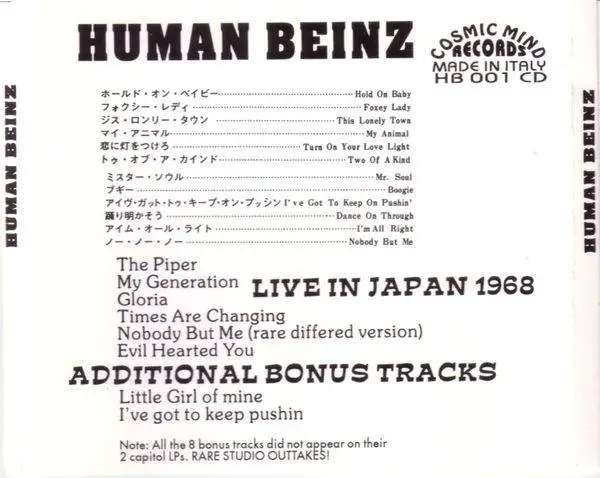 HUMAN BEINZ
COSMIC MIND
RECORDS
MADE IN ITALY
HB 001 CD
HUMAN BEINZ
HUMAN BEINZ
ホールド・オン・ベイビー Hold On Baby
フォクシー・レディ Foxey Lady
ジス・ロンリー・タウン This Lonely Town
マイ・アニマル My Animal
恋に灯をつけろ Turn On Your Love Light
トゥ・オブ・ア・カインド Two Of A Kind
ミスター・ソウル Mr. Soul
ブギー Boogie
アイヴ・ガット・トゥ・キープ・オン・プッシン I've Got To Keep On Pushin'
踊り明かそう Dance On Through
アイム・オール・ライト I'm All Right
ノー・ノー・ノー Nobody But Me
The Piper
My Generation
LIVE IN JAPAN 1968
Gloria
Times Are Changing
Nobody But Me (rare differed version)
Evil Hearted You
ADDITIONAL BONUS TRACKS
Little Girl of mine
I've got to keep pushin
Note: All the 8 bonus tracks did not appear on their
2 capitol LPs. RARE STUDIO OUTTAKES!